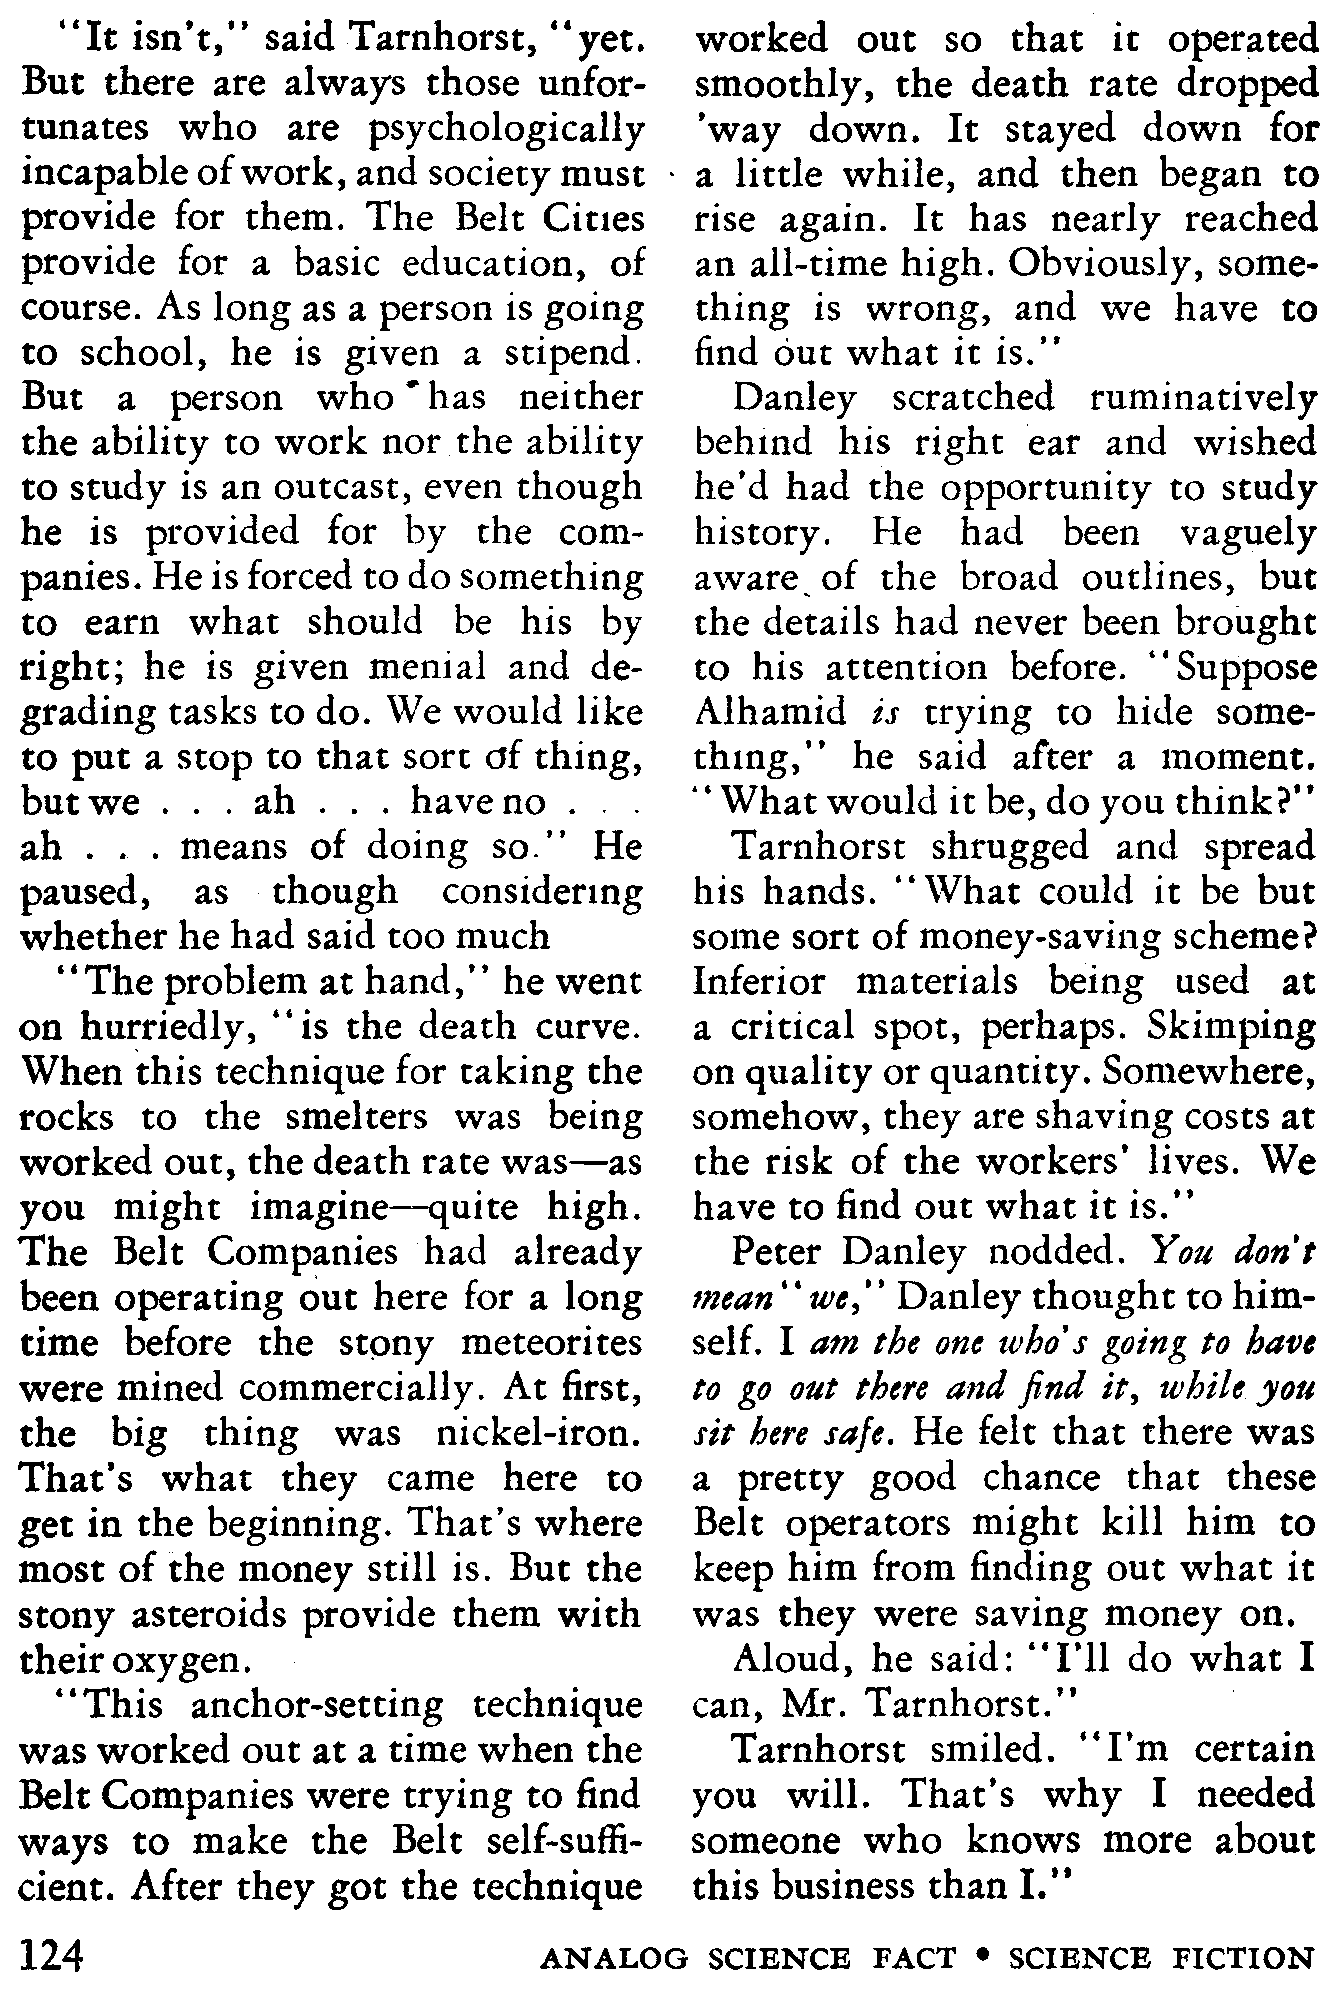 "It isn't," said Tarnhorst, "yet.
But there are always those unfor-
tunates who are psychologically
incapable of work, and society must
provide for them. The Belt Cities
provide for a basic education, of
course. As long as a person is going
to school, he is given a stipend.
But a person who has neither
the ability to work nor the ability
to study is an outcast, even though
he is provided for by the com-
panies. He is forced to do something
to earn what should be his by
right; he is given menial and de-
grading tasks to do. We would like
to put a stop to that sort of thing,
but we . . . ah . . . have no . . .
ah . . . means of doing so." He
paused, as though considering
whether he had said too much
"The problem at hand," he went
on hurriedly, "is the death curve.
When this technique for taking the
rocks to the smelters was being
worked out, the death rate was—as
you might imagine—quite high.
The Belt Companies had already
been operating out here for a long
time before the stony meteorites
were mined commercially. At first,
the big thing was nickel-iron.
That's what they came here to
get in the beginning. That's where
most of the money still is. But the
stony asteroids provide them with
their oxygen.
"This anchor-setting technique
was worked out at a time when the
Belt Companies were trying to find
ways to make the Belt self-suffi-
cient. After they got the technique
worked out so that it operated
smoothly, the death rate dropped
'way down. It stayed down for
a little while, and then began to
rise again. It has nearly reached
an all-time high. Obviously, some-
thing is wrong, and we have to
find out what it is."
Danley scratched ruminatively
behind his right ear and wished
he'd had the opportunity to study
history. He had been vaguely
aware of the broad outlines, but
the details had never been brought
to his attention before. "Suppose
Alhamid is trying to hide some-
thing," he said after a moment.
"What would it be, do you think?"
Tarnhorst shrugged and spread
his hands. "What could it be but
some sort of money-saving scheme?
Inferior materials being used at
a critical spot, perhaps. Skimping
on quality or quantity. Somewhere,
somehow, they are shaving costs at
the risk of the workers' lives. We
have to find out what it is."
Peter Danley nodded. You don't
mean "we," Danley thought to him-
self. I am the one who's going to have
to go out there and find it, while you
sit here safe. He felt that there was
a pretty good chance that these
Belt operators might kill him to
keep him from finding out what it
was they were saving money on.
Aloud, he said: "I'll do what I
can, Mr. Tarnhorst."
Tarnhorst smiled. "I'm certain
you will. That's why I needed
someone who knows more about
this business than I."
124 ANALOG SCIENCE FACT • SCIENCE FICTION